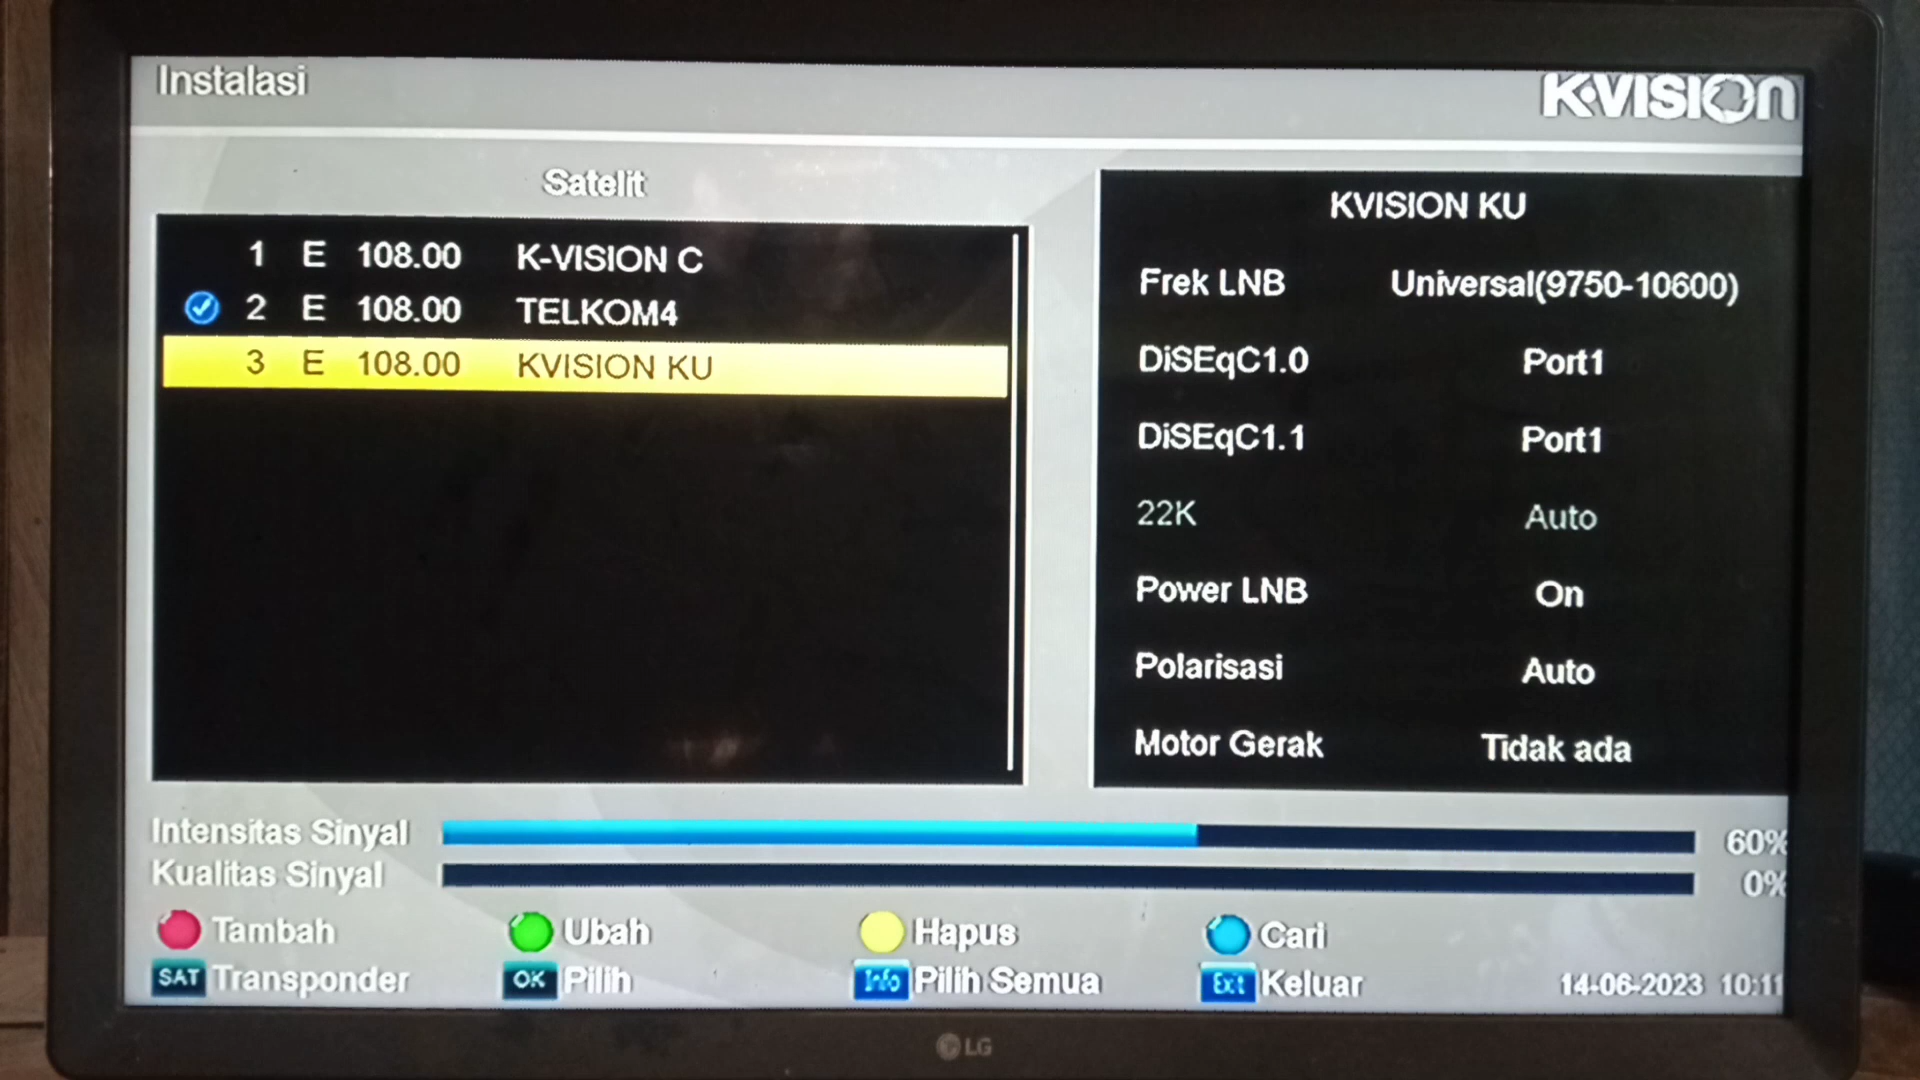 Instalasi
K-VISION
Satelit
1 E 108.00 K-VISION C
2 E 108.00 TELKOM4
3 E 108.00 KVISION KU
KVISION KU
Frek LNB Universal(9750-10600)
DiSEqC1.0 Port1
DiSEqC1.1 Port1
22K Auto
Power LNB On
Polarisasi Auto
Motor Gerak Tidak ada
Intensitas Sinyal 60%
Kualitas Sinyal 0%
Tambah Ubah Hapus Cari
SAT Transponder OK Pilih Info Pilih Semua Exit Keluar 14-06-2023 10:11
LG